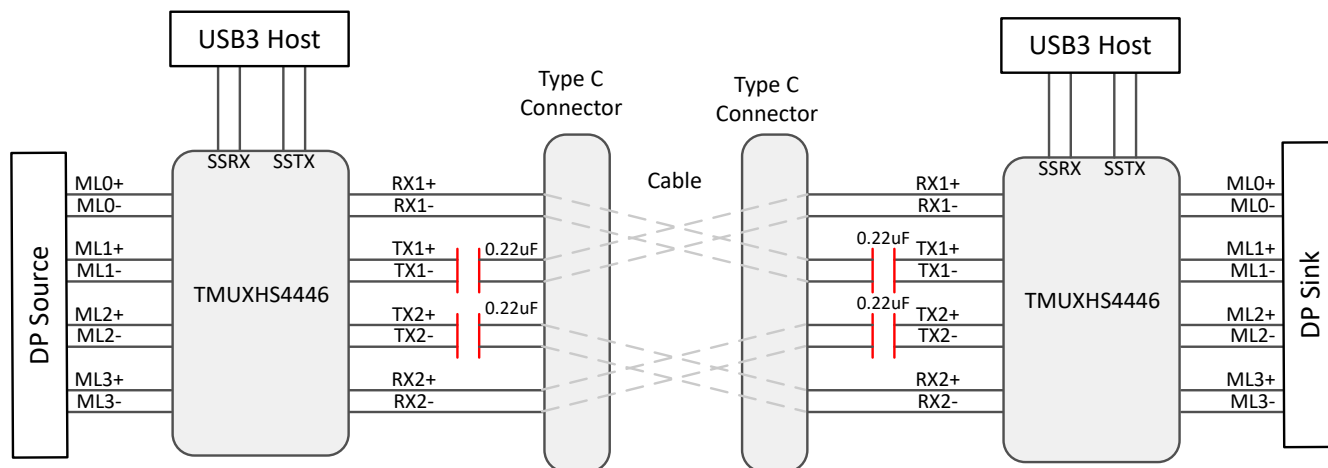 USB3 Host
USB3 Host
Type C
Connector
Type C
Connector
SSRX SSTX
SSRX SSTX
Cable
DP Source
ML0+
ML0-
ML1+
ML1-
ML2+
ML2-
ML3+
ML3-
TMUXHS4446
RX1+
RX1-
TX1+
TX1-
0.22uF
TX2+
TX2-
0.22uF
RX2+
RX2-
RX1+
RX1-
0.22uF
TX1+
TX1-
0.22uF
TX2+
TX2-
RX2+
RX2-
TMUXHS4446
ML0+
ML0-
ML1+
ML1-
ML2+
ML2-
ML3+
ML3-
DP Sink